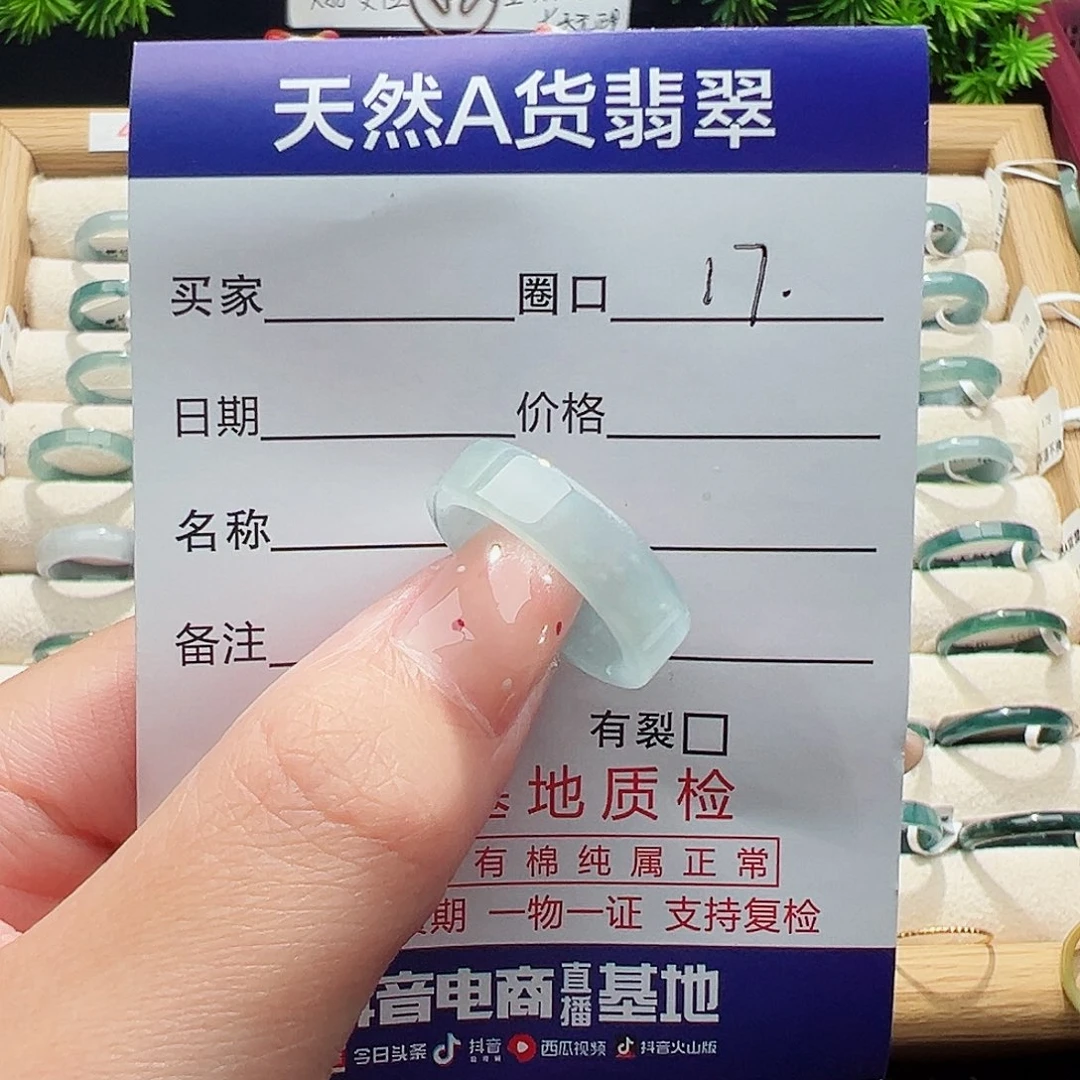 天然A货翡翠
买家 圈口 17.
日期 价格
名称
备注
有裂
地质检
有棉纯属正常
期 一物一证 支持复检
音电商直播基地
今日头条 抖音 西瓜视频 抖音火山版